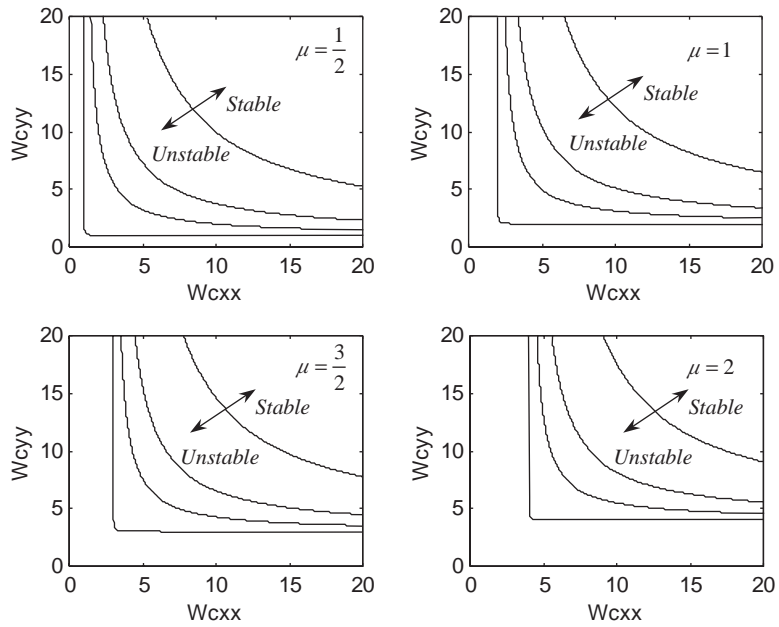 20
15
10
5
0
Wcyy
μ = 1/2
Stable
Unstable
0 5 10 15 20
Wcxx
20
15
10
5
0
Wcyy
μ = 1
Stable
Unstable
0 5 10 15 20
Wcxx
20
15
10
5
0
Wcyy
μ = 3/2
Stable
Unstable
0 5 10 15 20
Wcxx
20
15
10
5
0
Wcyy
μ = 2
Stable
Unstable
0 5 10 15 20
Wcxx